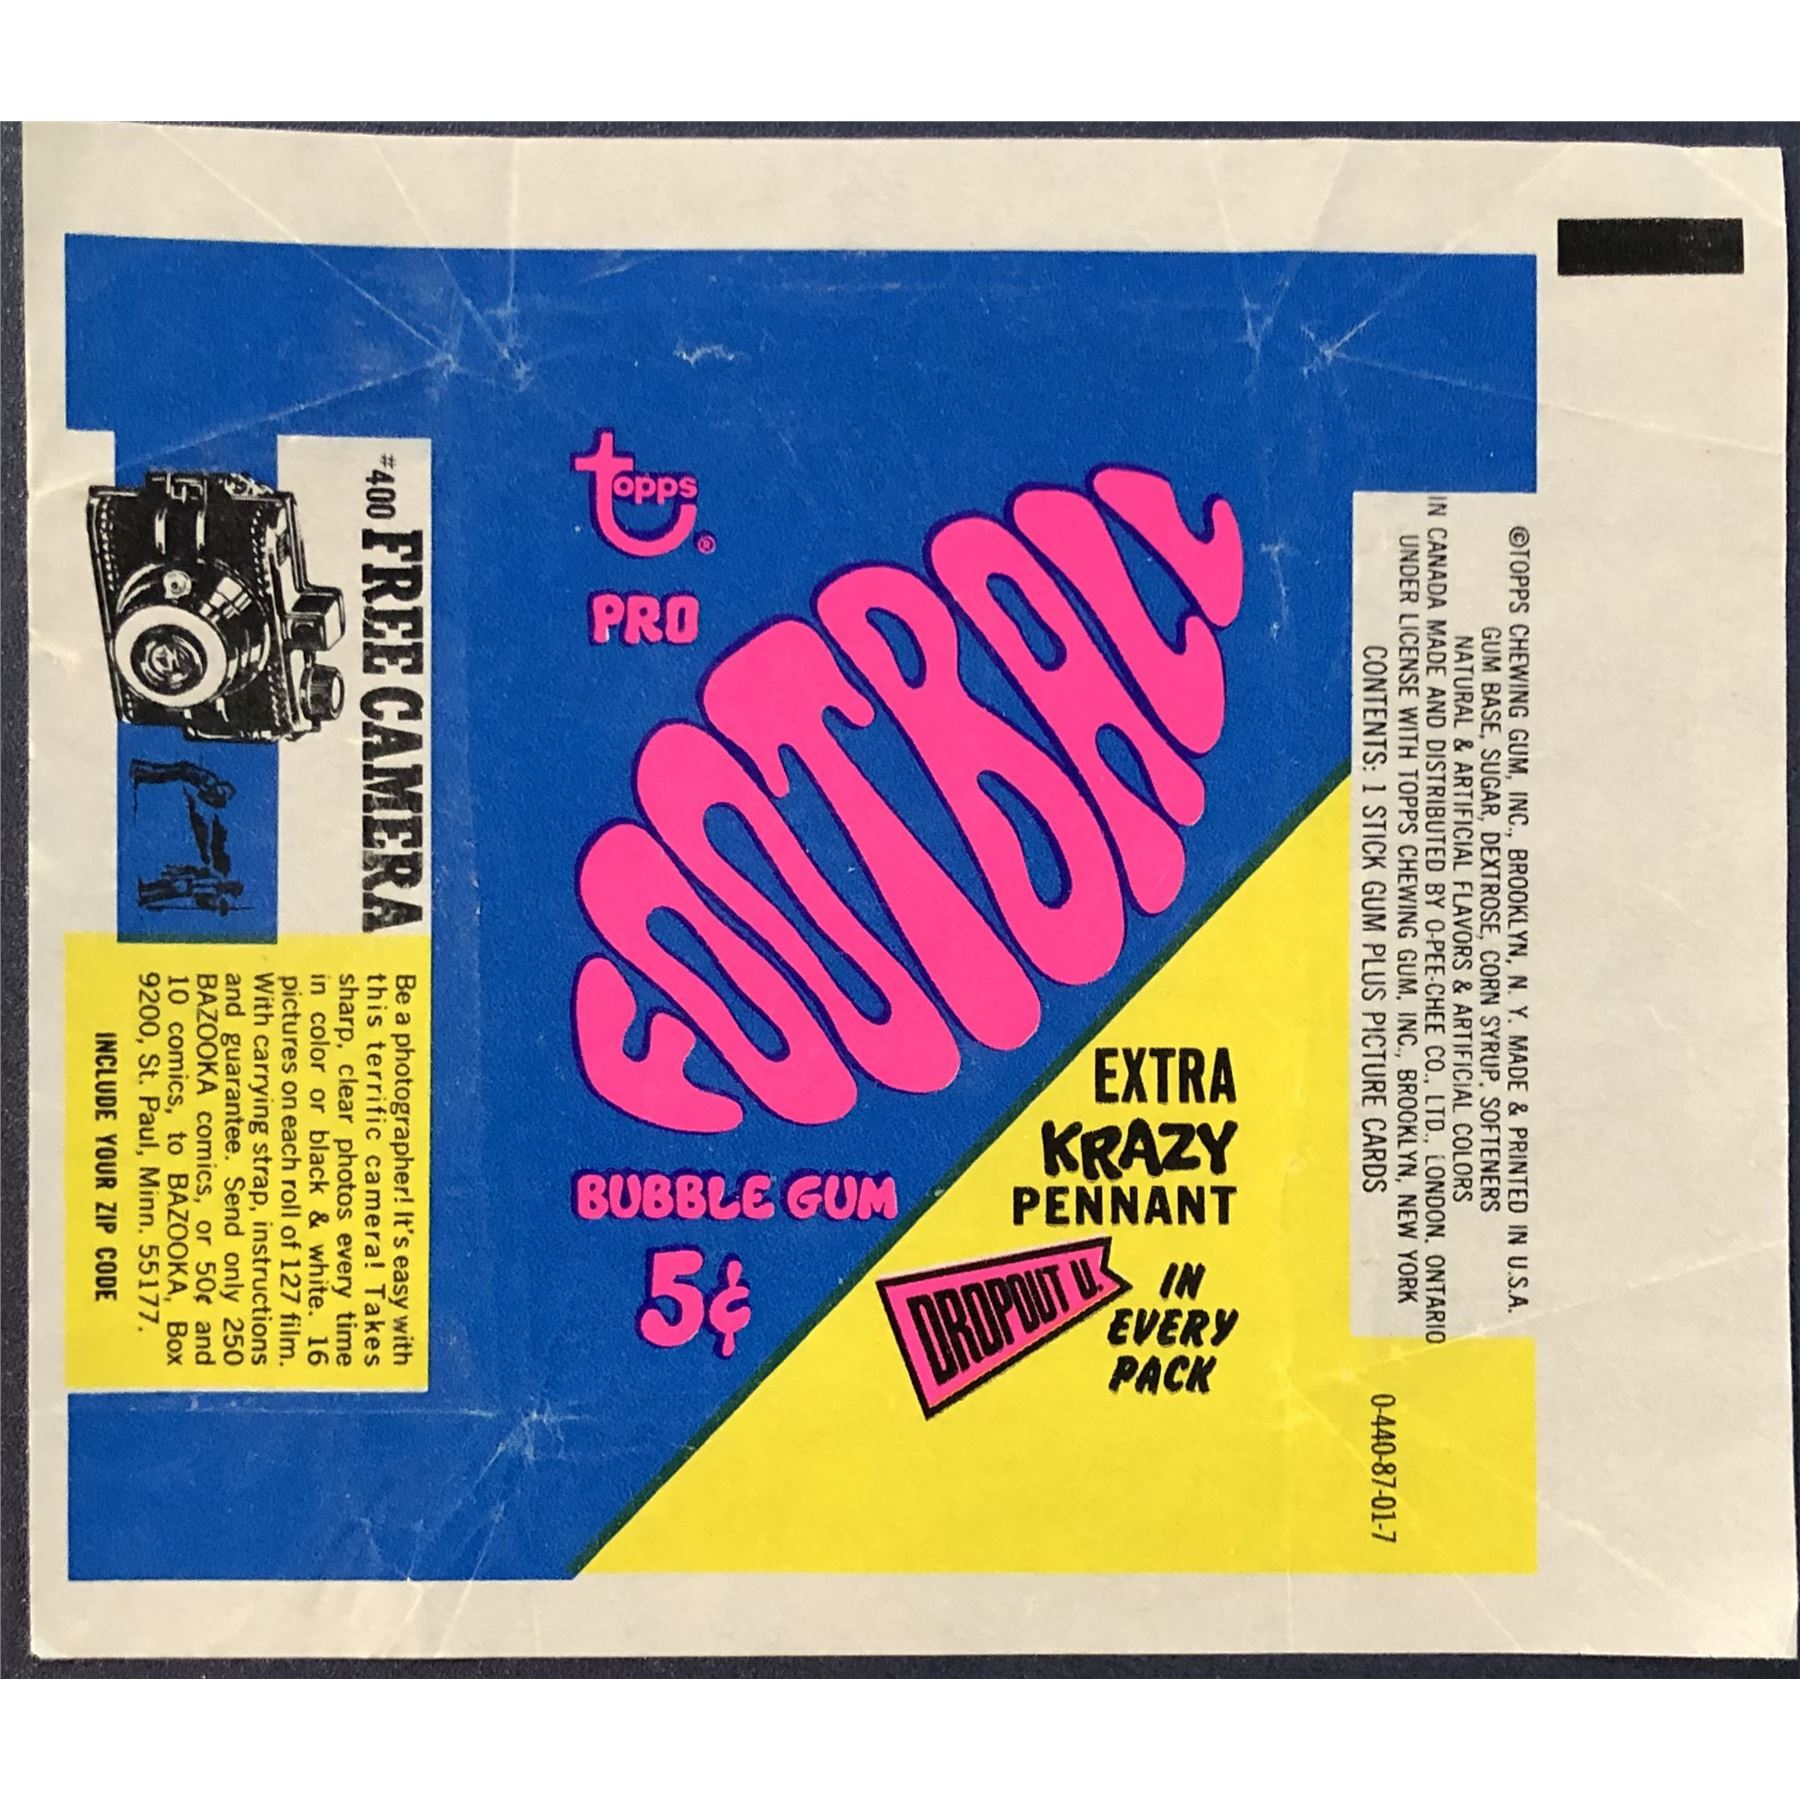 topps®
PRO
FOOTBALL
BUBBLE GUM
5¢
EXTRA
KRAZY
PENNANT
IN
EVERY
PACK
DROPOUT U.
#400 FREE CAMERA
Be a photographer! It's easy with
this terrific camera! Takes
sharp, clear photos every time
in color or black & white. 16
pictures on each roll of 127 film.
With carrying strap, instructions
and guarantee. Send only 250
BAZOOKA comics, or 50¢ and
10 comics, to BAZOOKA, Box
9200, St. Paul, Minn. 55177.
INCLUDE YOUR ZIP CODE
©TOPPS CHEWING GUM, INC., BROOKLYN, N. Y. MADE & PRINTED IN U.S.A.
GUM BASE, SUGAR, DEXTROSE, CORN SYRUP, SOFTENERS
NATURAL & ARTIFICIAL FLAVORS & ARTIFICIAL COLORS
IN CANADA MADE AND DISTRIBUTED BY O-PEE-CHEE CO., LTD., LONDON, ONTARIO
UNDER LICENSE WITH TOPPS CHEWING GUM, INC., BROOKLYN, NEW YORK
CONTENTS: 1 STICK GUM PLUS PICTURE CARDS
0-440-87-01-7